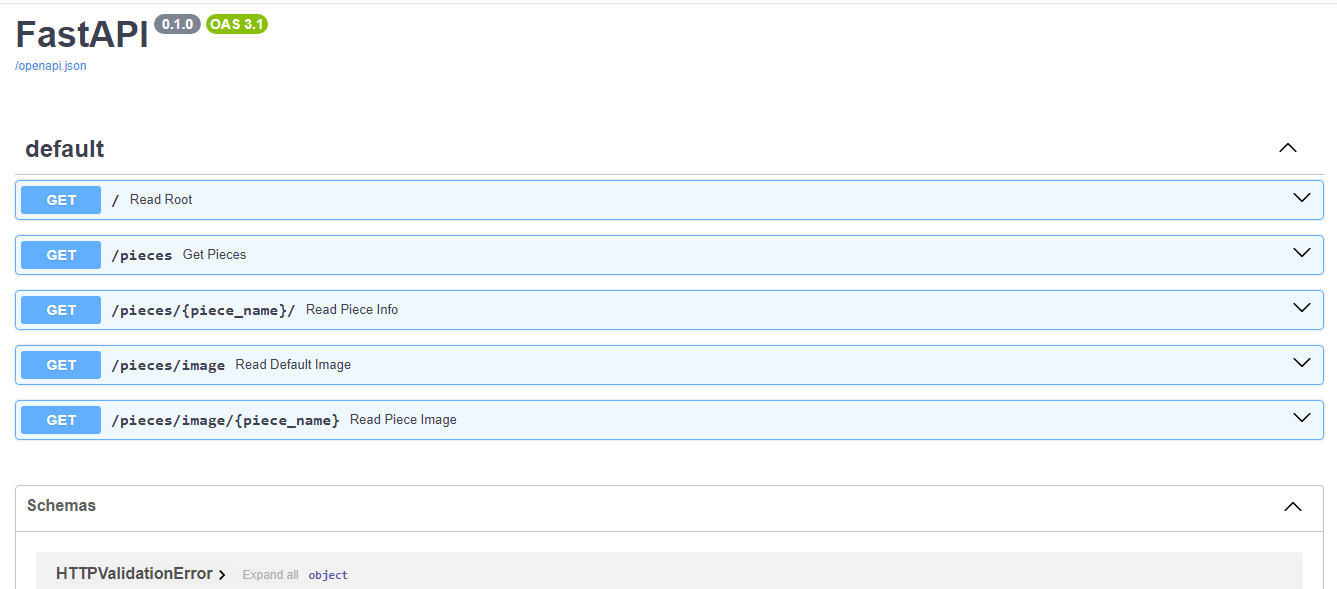 FastAPI 0.1.0 OAS 3.1
/openapi.json
default
GET / Read Root
GET /pieces Get Pieces
GET /pieces/{piece_name}/ Read Piece Info
GET /pieces/image Read Default Image
GET /pieces/image/{piece_name} Read Piece Image
Schemas
HTTPValidationError Expand all object